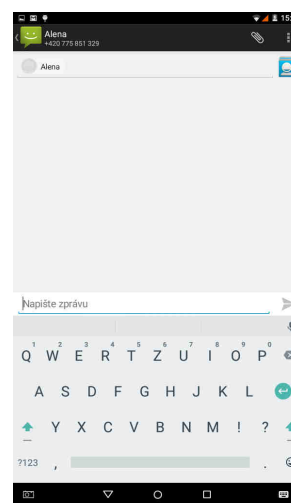 15:
Alena
+420 775 851 329
Alena
Napište zprávu
1 2 3 4 5 6 7 8 9 0
Q W E R T Z U I O P
A S D F G H J K L
Y X C V B N M ! ?
?123 , .